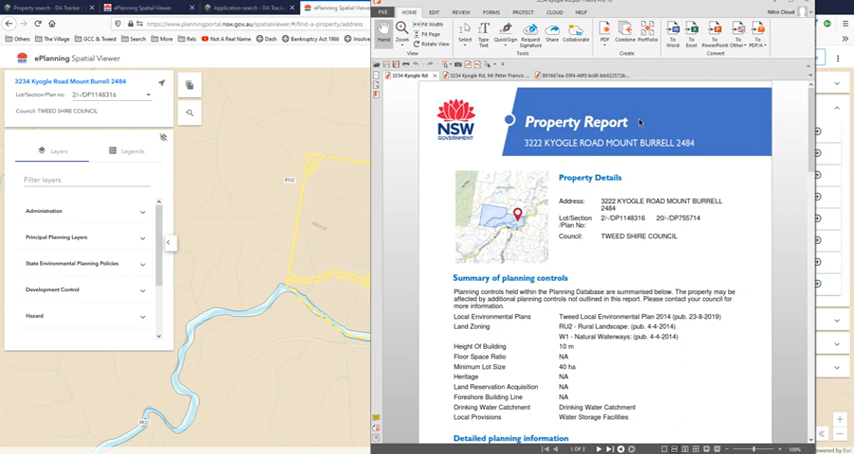 Property search - DA Tracker
ePlanning Spatial Viewer
Application search - DA Tracker
ePlanning Spatial Viewer
https://www.planningportal.nsw.gov.au/spatialviewer/#/find-a-property/address
Others
The Village
GCC & Tweed
Search
More
Rats
Not A Real Name
Dash
Bankruptcy Act 1966
ePlanning Spatial Viewer
3234 Kyogle Road Mount Burrell 2484
Lot/Section/Plan no: 2/-/DP1148316
Council: TWEED SHIRE COUNCIL
Layers
Legends
Filter layers
Administration
Principal Planning Layers
State Environmental Planning Policies
Development Control
Hazard
FILE HOME EDIT REVIEW FORMS PROTECT CLOUD HELP
Nitro Cloud
Hand
Zoom
Fit Width
Fit Page
Rotate View
Select
Type Text
QuickSign
Request Signature
Share
Collaborate
PDF
Combine
Portfolio
To Word
To Excel
To PowerPoint
To Other
To PDF/A
Tools
Create
Convert
3234 Kyogle Rd
NSW
GOVERNMENT
Property Report
3222 KYOGLE ROAD MOUNT BURRELL 2484
Property Details
Address: 3222 KYOGLE ROAD MOUNT BURRELL
2484
Lot/Section 2/-/DP1148316 20/-/DP755714
/Plan No:
Council: TWEED SHIRE COUNCIL
Summary of planning controls
Planning controls held within the Planning Database are summarised below. The property may be
affected by additional planning controls not outlined in this report. Please contact your council for
more information.
Local Environmental Plans Tweed Local Environmental Plan 2014 (pub. 23-8-2019)
Land Zoning RU2 - Rural Landscape: (pub. 4-4-2014)
W1 - Natural Waterways: (pub. 4-4-2014)
Height Of Building 10 m
Floor Space Ratio NA
Minimum Lot Size 40 ha
Heritage NA
Land Reservation Acquisition NA
Foreshore Building Line NA
Drinking Water Catchment Drinking Water Catchment
Local Provisions Water Storage Facilities
Detailed planning information
1 OF 5
100%